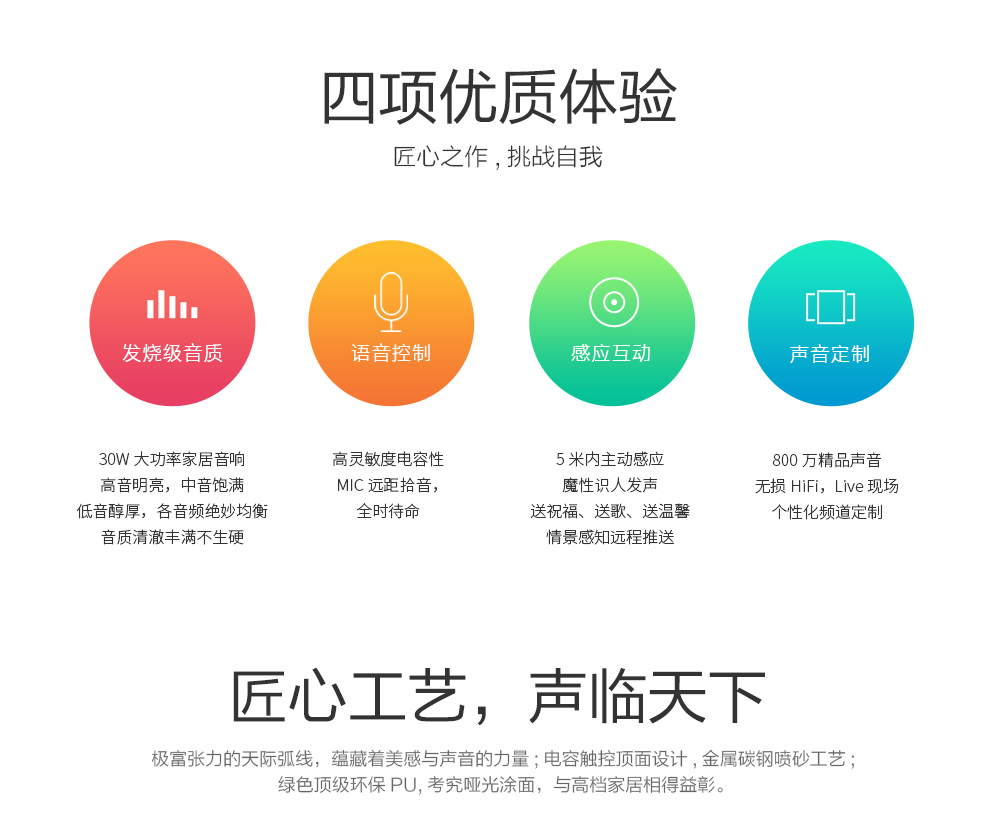 四项优质体验
匠心之作 , 挑战自我
发烧级音质
语音控制
感应互动
声音定制
30W 大功率家居音响
高音明亮，中音饱满
低音醇厚，各音频绝妙均衡
音质清澈丰满不生硬
高灵敏度电容性
MIC 远距拾音，
全时待命
5 米内主动感应
魔性识人发声
送祝福、送歌、送温馨
情景感知远程推送
800 万精品声音
无损 HiFi，Live 现场
个性化频道定制
匠心工艺，声临天下
极富张力的天际弧线，蕴藏着美感与声音的力量 ; 电容触控顶面设计 , 金属碳钢喷砂工艺 ;
绿色顶级环保 PU, 考究哑光涂面，与高档家居相得益彰。